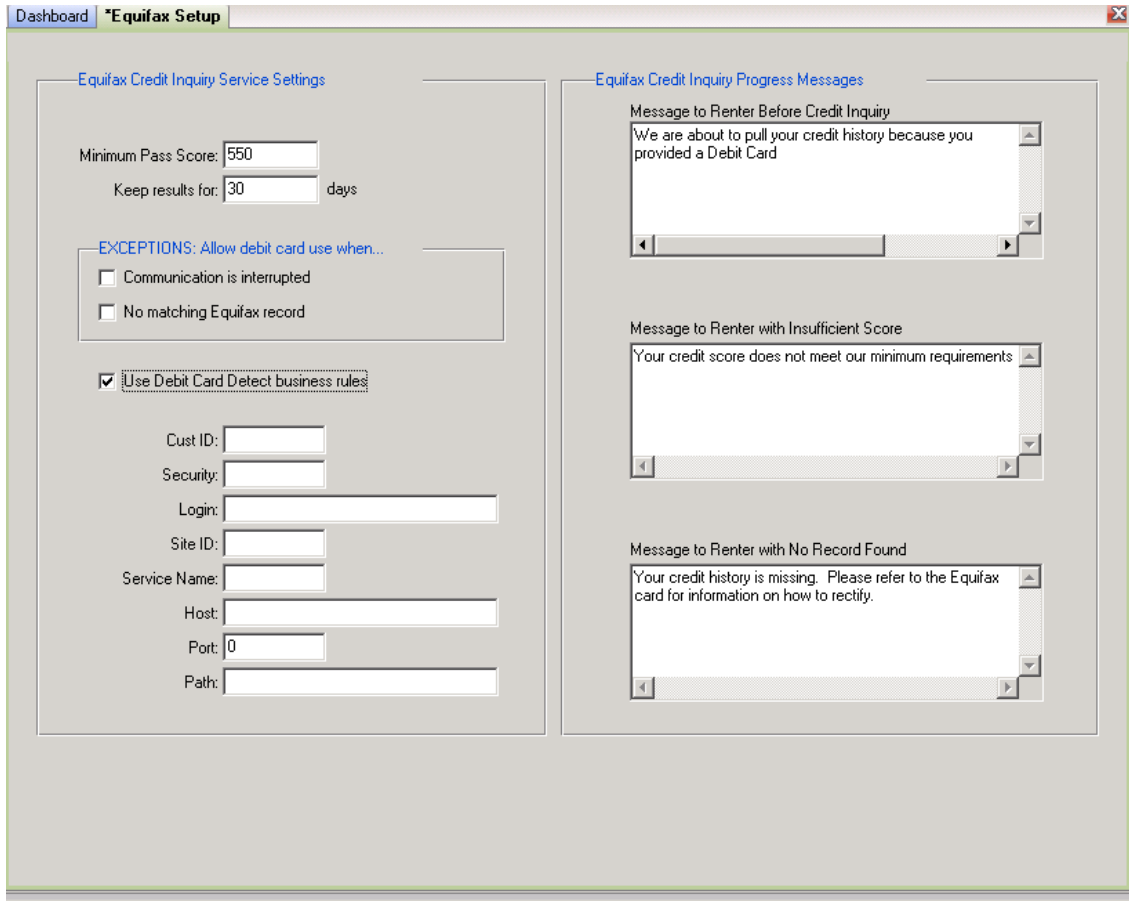 Dashboard
*Equifax Setup
Equifax Credit Inquiry Service Settings
Minimum Pass Score: 550
Keep results for: 30 days
EXCEPTIONS: Allow debit card use when...
Communication is interrupted
No matching Equifax record
Use Debit Card Detect business rules
Cust ID:
Security:
Login:
Site ID:
Service Name:
Host:
Port: 0
Path:
Equifax Credit Inquiry Progress Messages
Message to Renter Before Credit Inquiry
We are about to pull your credit history because you
provided a Debit Card
Message to Renter with Insufficient Score
Your credit score does not meet our minimum requirements
Message to Renter with No Record Found
Your credit history is missing.  Please refer to the Equifax
card for information on how to rectify.